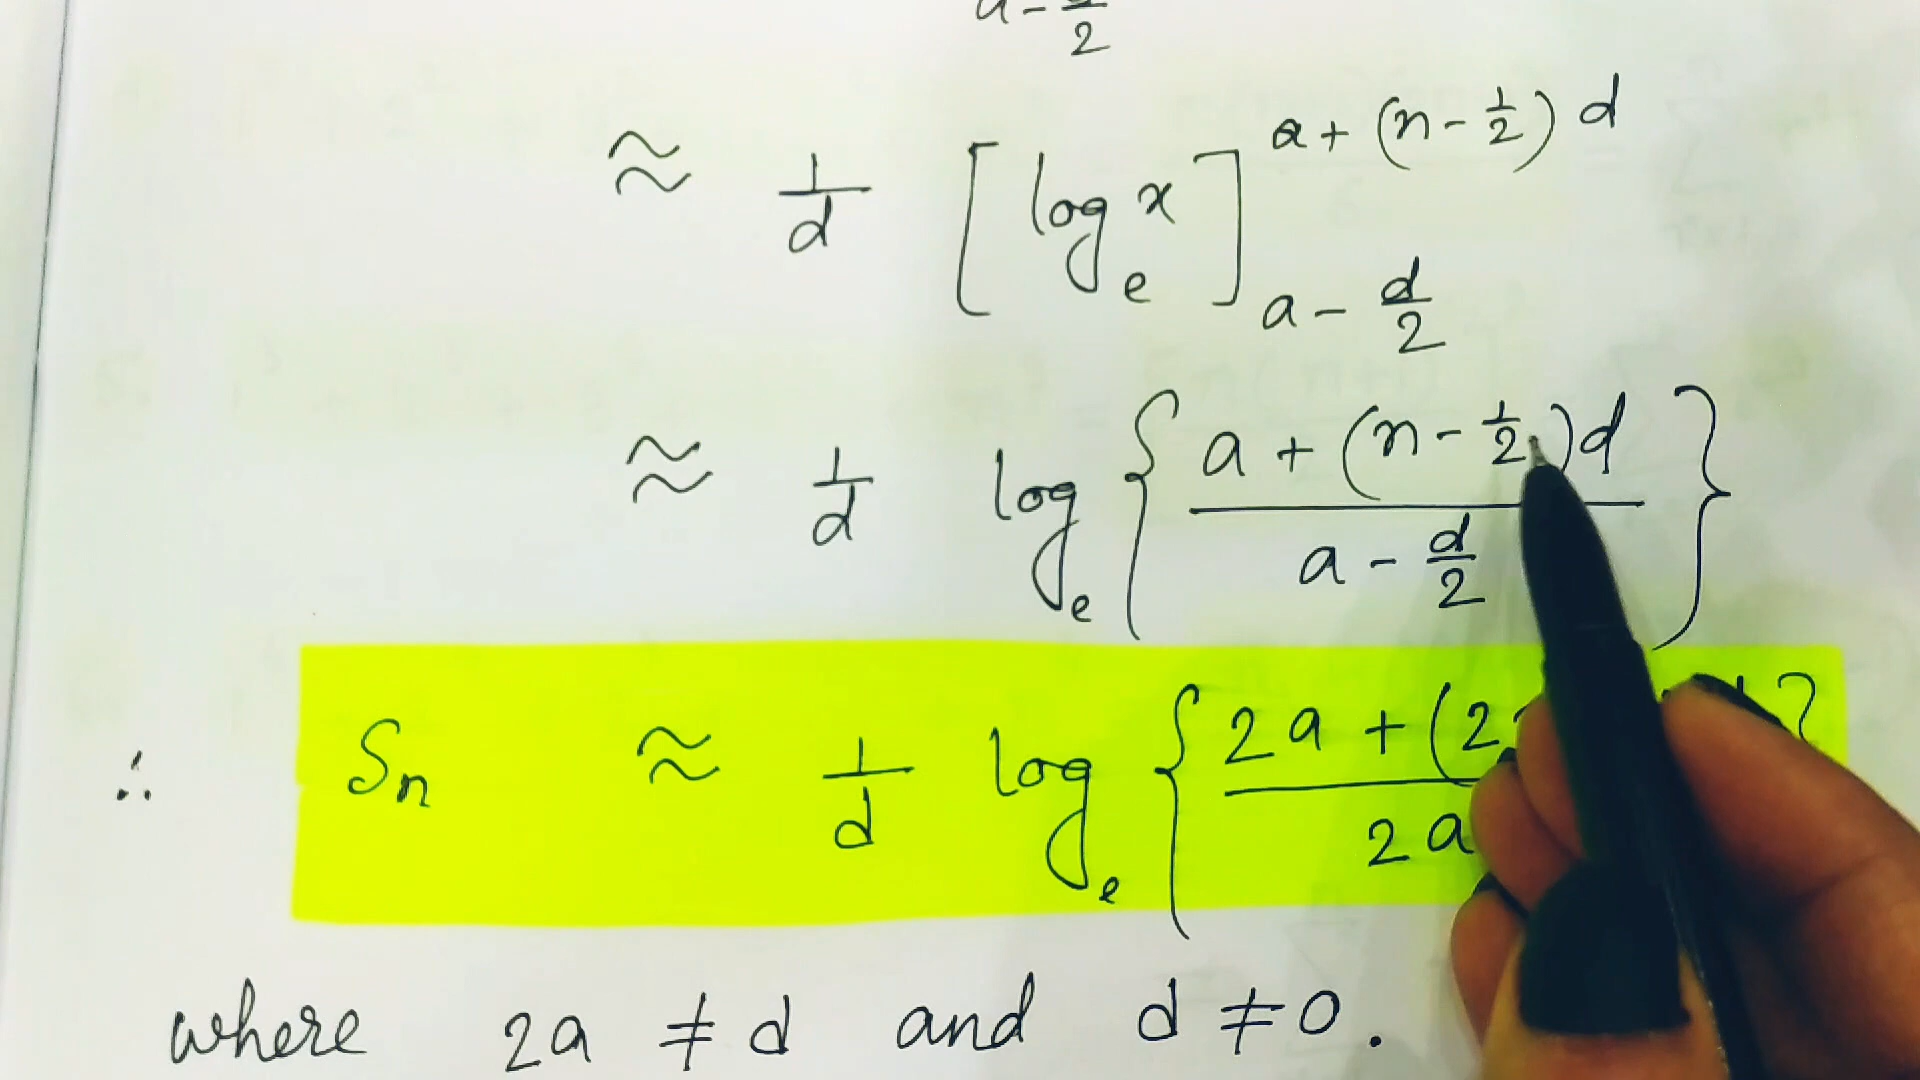 a - d/2
≈ 1/d [log_e x]_{a - d/2}^{a + (n - 1/2) d}
≈ 1/d log_e { (a + (n - 1/2) d) / (a - d/2) }
∴ S_n ≈ 1/d log_e { 2a + (2 } / 2a
where 2a ≠ d and d ≠ 0.